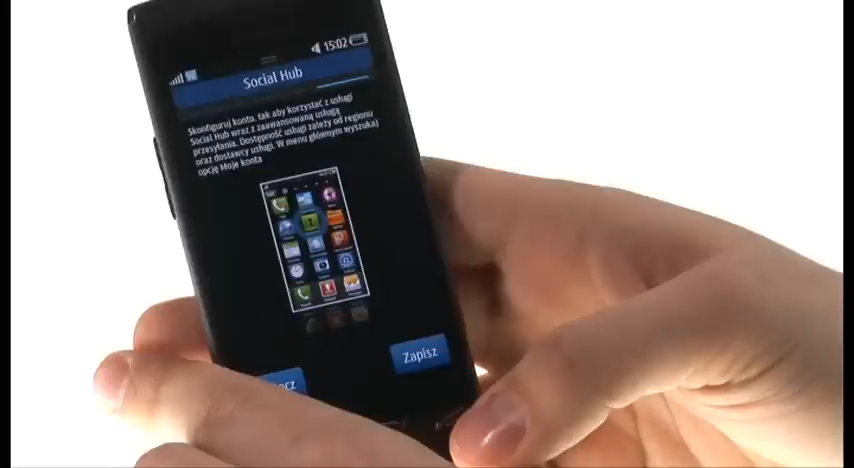 15:02
Social Hub
Skonfiguruj konto, tak aby korzystać z usługi
Social Hub wraz z zaawansowaną usługą
przesyłania. Dostępność usługi zależy od regionu
oraz dostawcy usługi. W menu głównym wyszukaj
opcję Moje konta
Zapisz